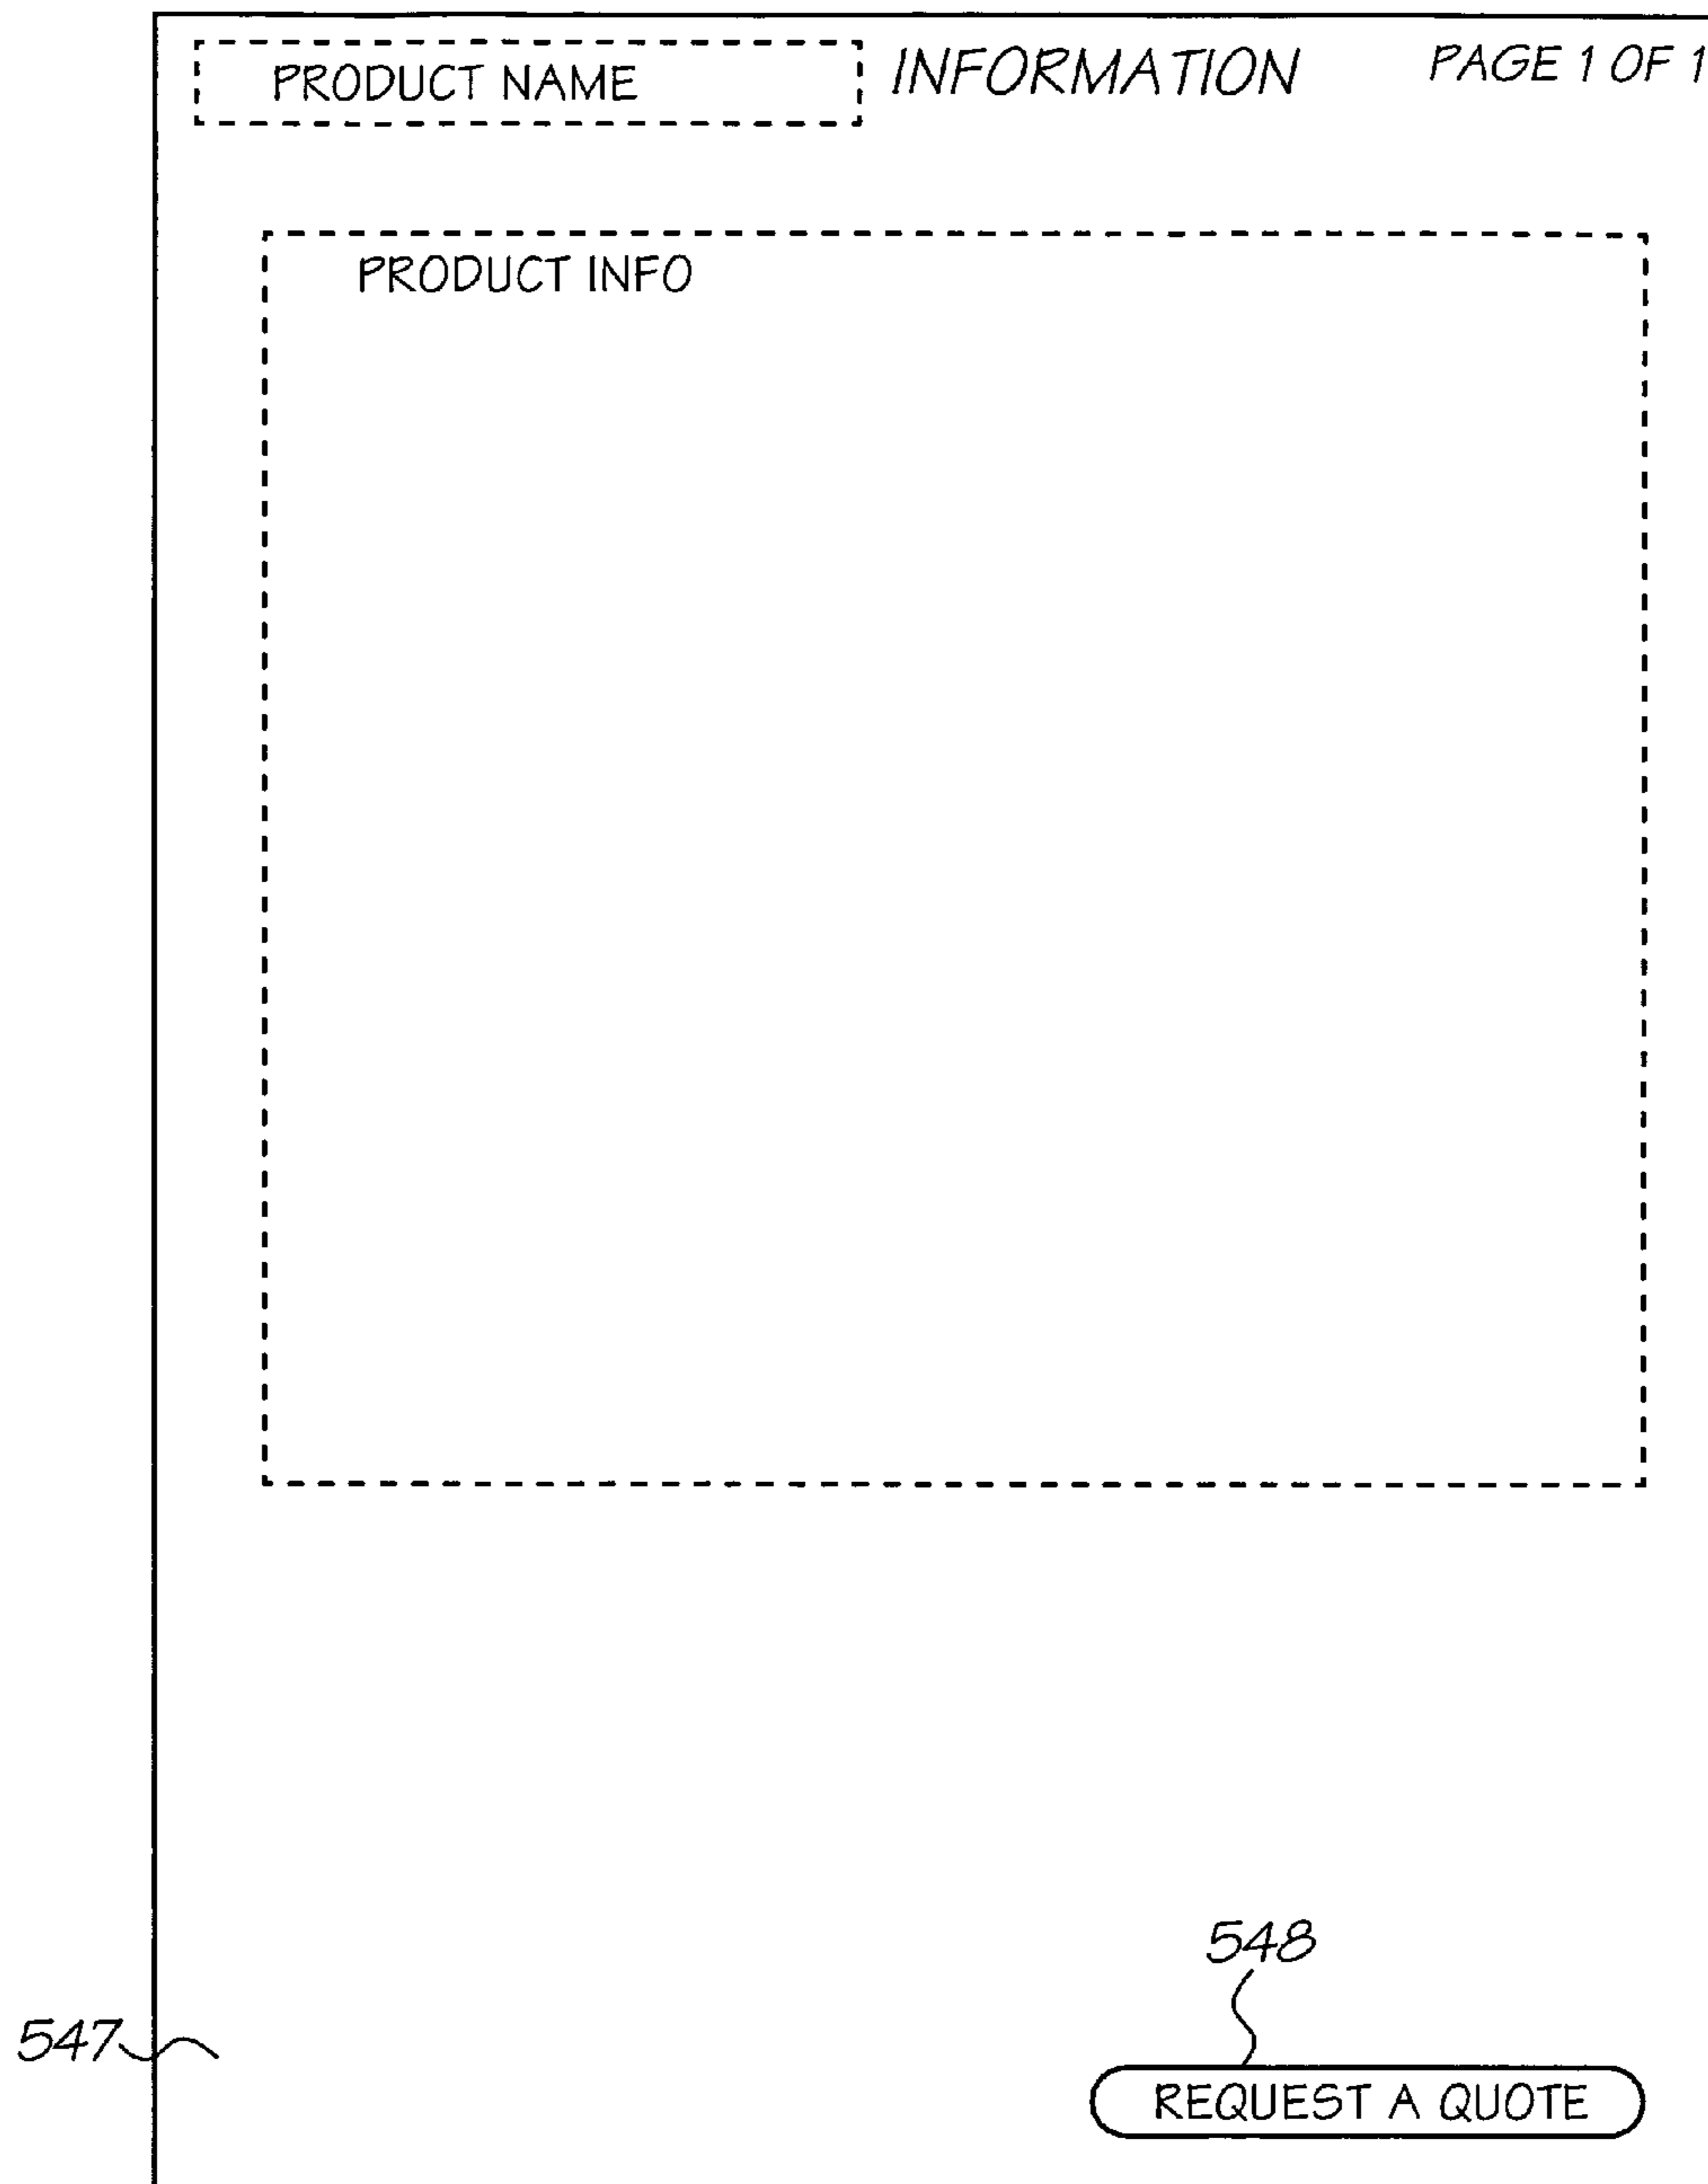 PRODUCT NAME INFORMATION PAGE 1 OF 1
PRODUCT INFO
548
547
REQUEST A QUOTE